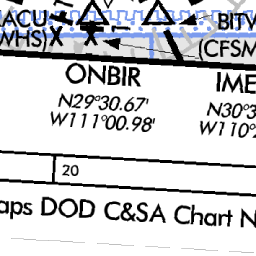 ACU
BITV
WHS)X
(CFSM
ONBIR
IME
N29°30.67'
N30°3
W111°00.98'
W110°
20
aps DOD C&SA Chart N